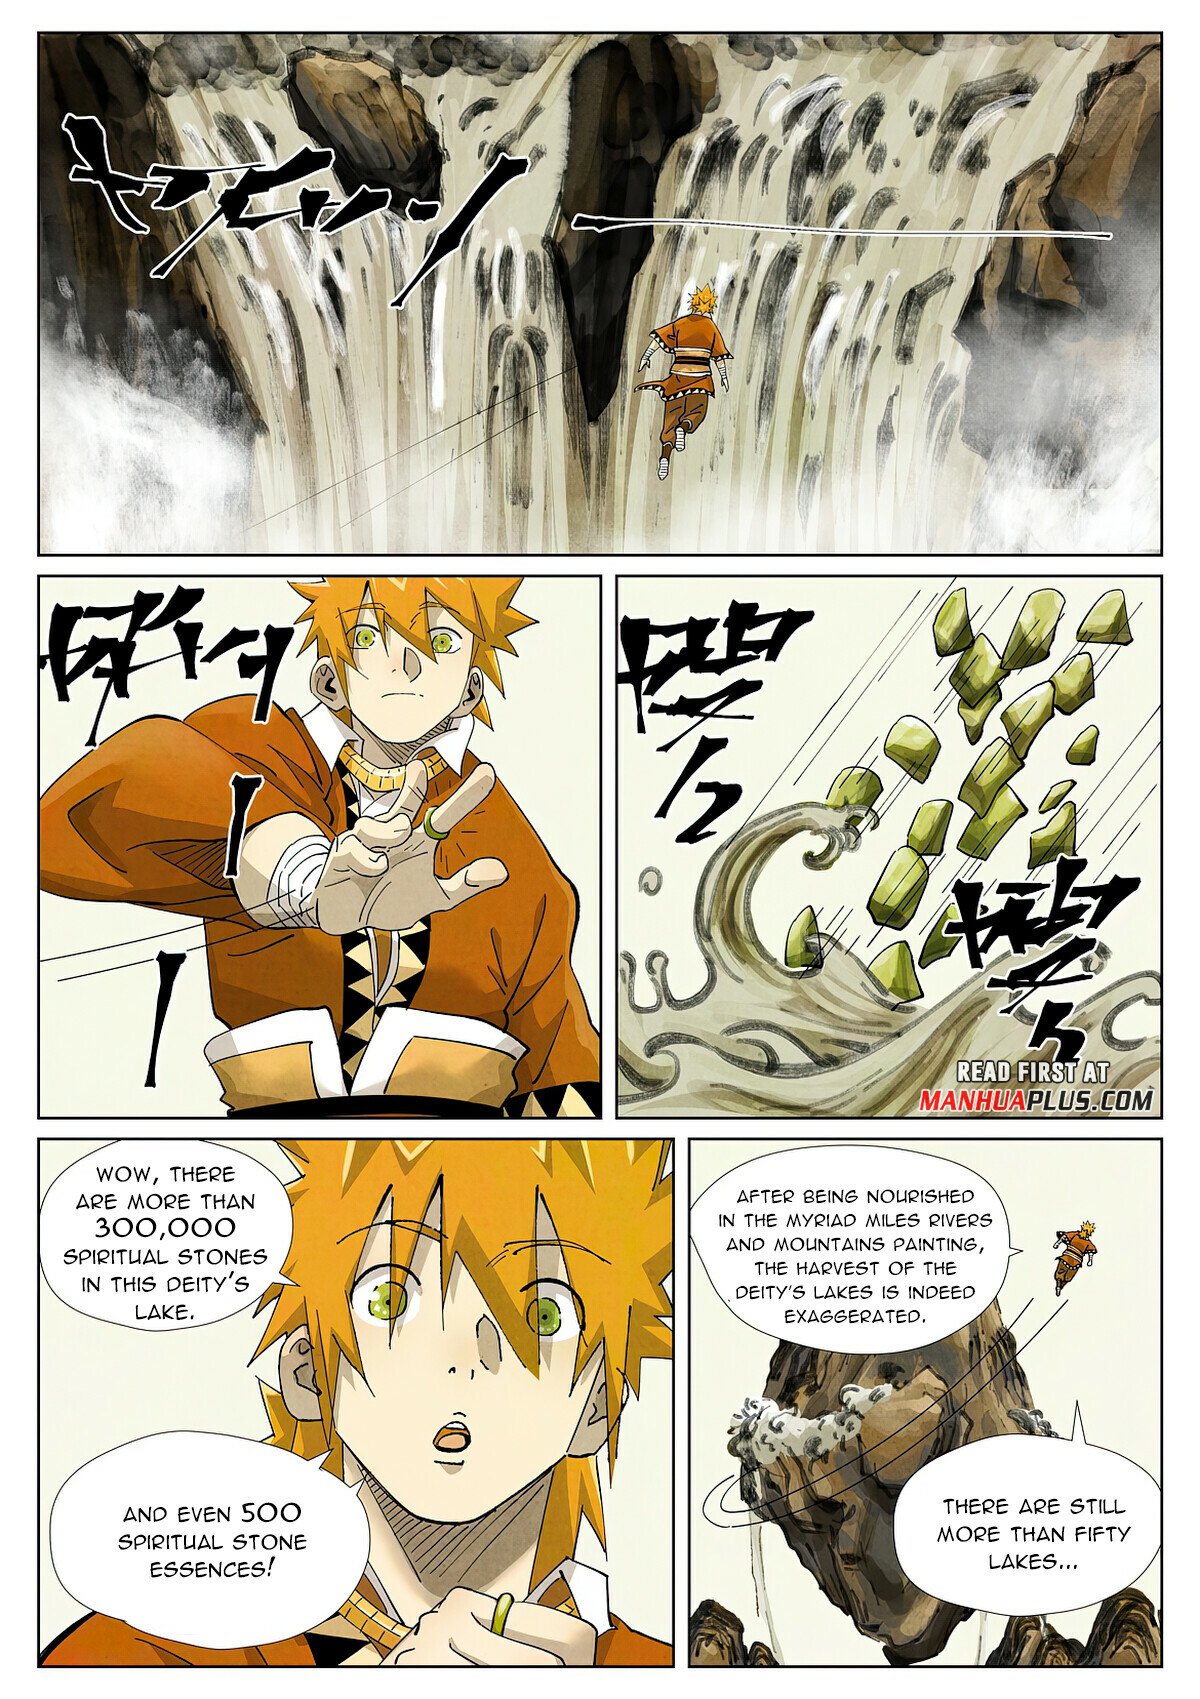 READ FIRST AT
MANHUAPLUS.COM
WOW, THERE
ARE MORE THAN
300,000
SPIRITUAL STONES
IN THIS DEITY'S
LAKE.
AND EVEN 500
SPIRITUAL STONE
ESSENCES!
AFTER BEING NOURISHED
IN THE MYRIAD MILES RIVERS
AND MOUNTAINS PAINTING,
THE HARVEST OF THE
DEITY'S LAKES IS INDEED
EXAGGERATED.
THERE ARE STILL
MORE THAN FIFTY
LAKES...